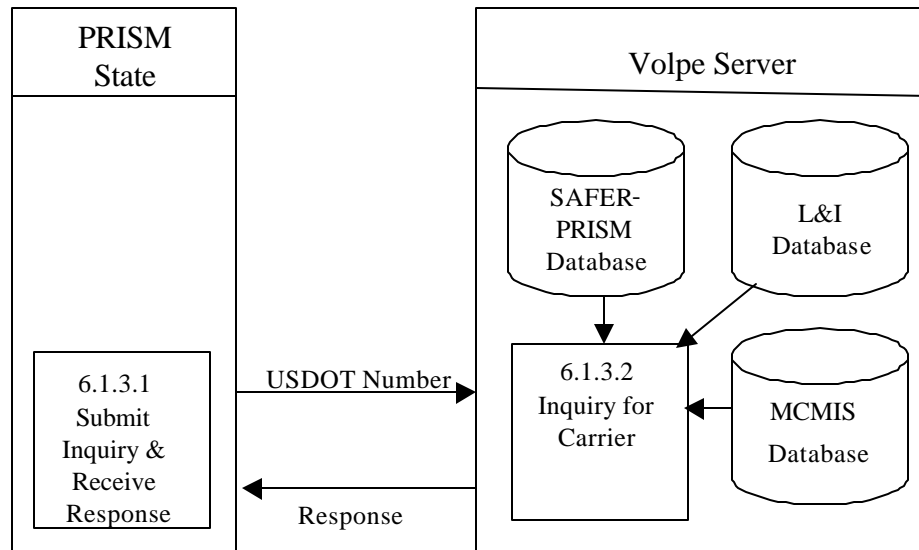 PRISM
State
Volpe Server
SAFER-
PRISM
Database
L&I
Database
6.1.3.1
Submit
Inquiry &
Receive
Response
USDOT Number
Response
6.1.3.2
Inquiry for
Carrier
MCMIS
Database